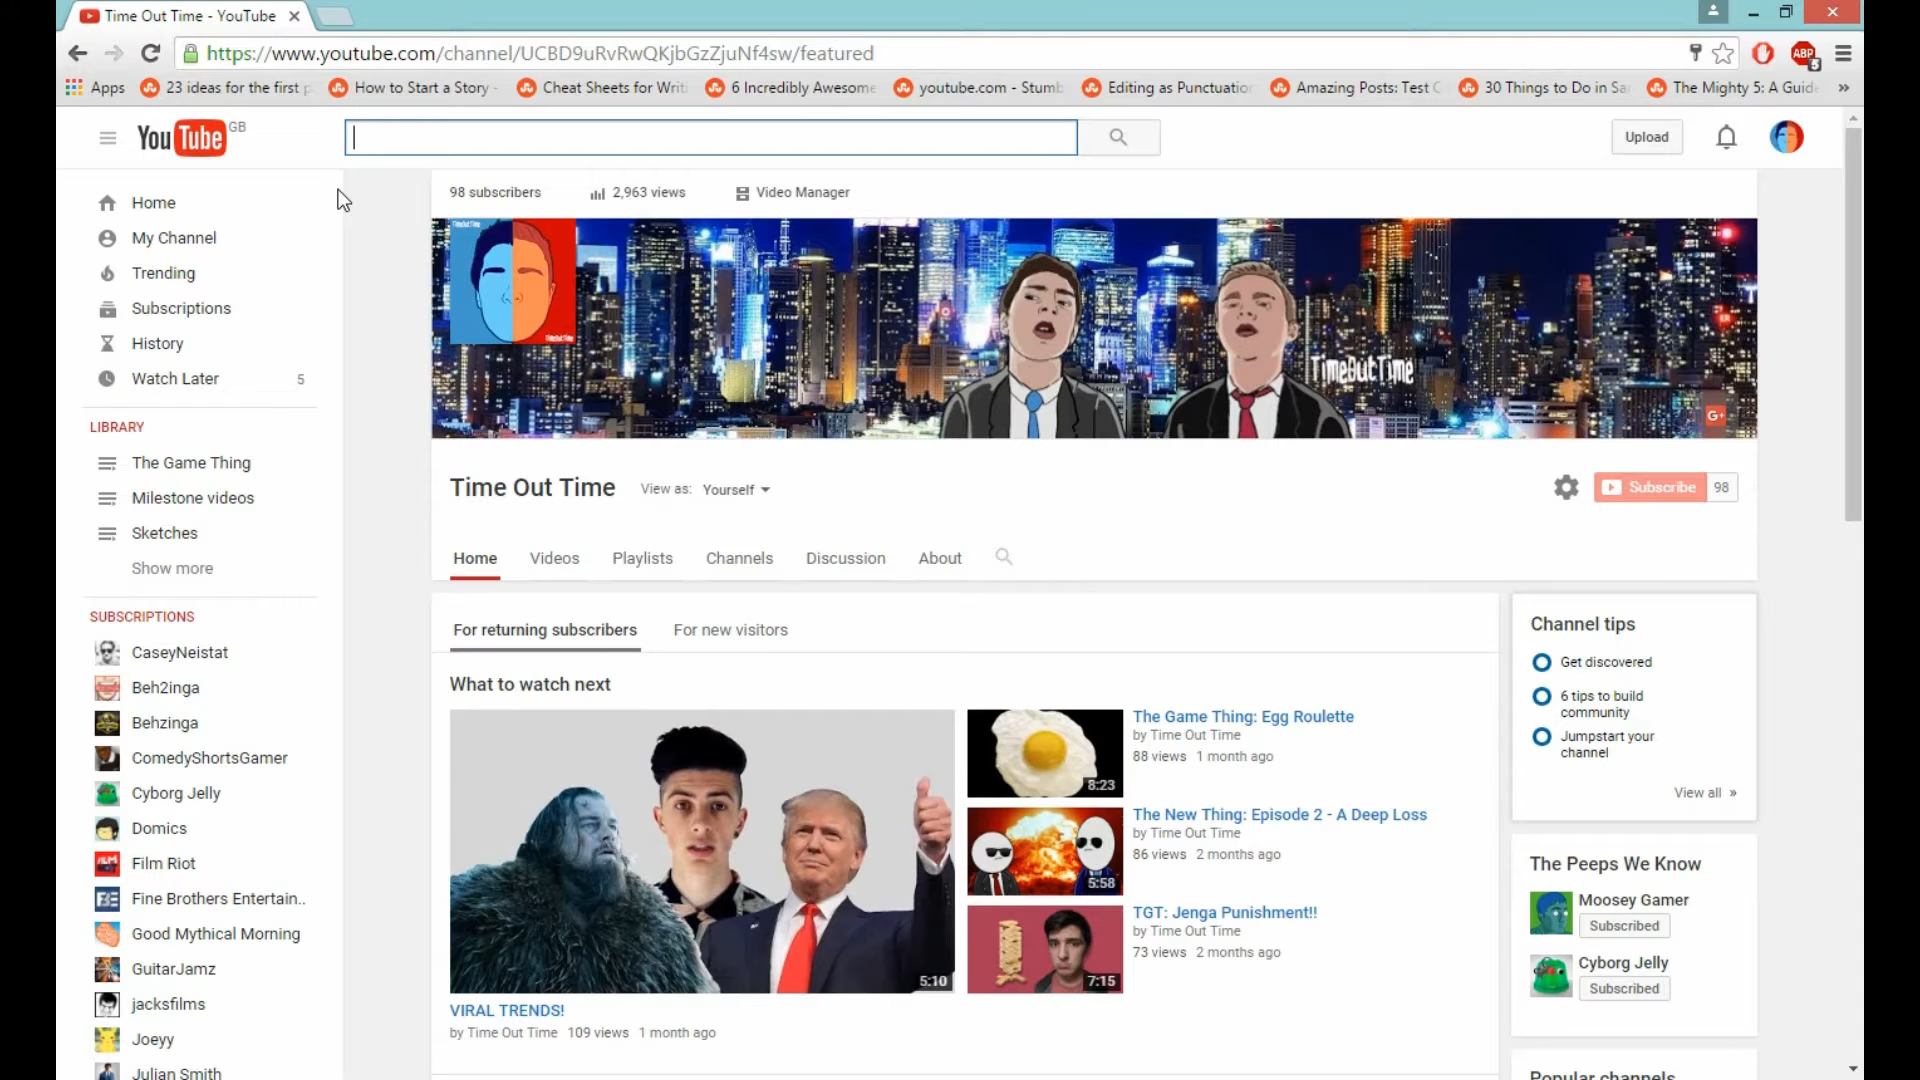 Time Out Time - YouTube
https://www.youtube.com/channel/UCBD9uRvRwQKjbGzZjuNf4sw/featured
ABP
5
Apps
23 ideas for the first p
How to Start a Story -
Cheat Sheets for Writi
6 Incredibly Awesome
youtube.com - Stumb
Editing as Punctuation
Amazing Posts: Test C
30 Things to Do in Sa
The Mighty 5: A Guide
»
YouTube GB
Upload
Home
My Channel
Trending
Subscriptions
History
Watch Later 5
LIBRARY
The Game Thing
Milestone videos
Sketches
Show more
SUBSCRIPTIONS
CaseyNeistat
Beh2inga
Behzinga
ComedyShortsGamer
Cyborg Jelly
Domics
Film Riot
Fine Brothers Entertain..
Good Mythical Morning
GuitarJamz
jacksfilms
Joeyy
Julian Smith
98 subscribers
2,963 views
Video Manager
TimeOutTime
TimeOutTime
TimeOutTime
G+
Time Out Time
View as: Yourself
Subscribe 98
Home
Videos
Playlists
Channels
Discussion
About
For returning subscribers
For new visitors
What to watch next
5:10
VIRAL TRENDS!
by Time Out Time 109 views 1 month ago
8:23
The Game Thing: Egg Roulette
by Time Out Time
88 views 1 month ago
5:58
The New Thing: Episode 2 - A Deep Loss
by Time Out Time
86 views 2 months ago
7:15
TGT: Jenga Punishment!!
by Time Out Time
73 views 2 months ago
Channel tips
Get discovered
6 tips to build
community
Jumpstart your
channel
View all »
The Peeps We Know
Moosey Gamer
Subscribed
Cyborg Jelly
Subscribed
Popular channels